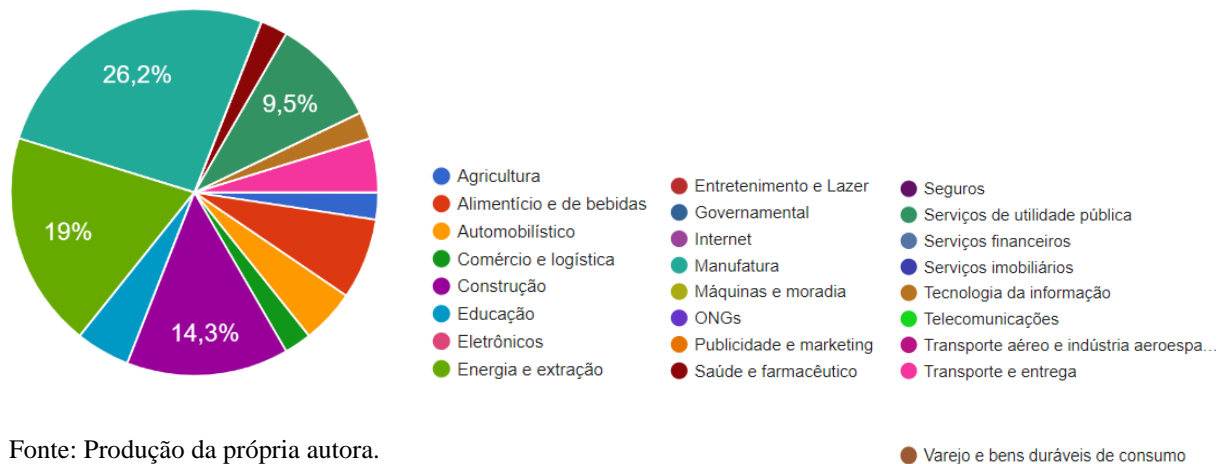 26,2%
9,5%
19%
14,3%
Agricultura
Alimentício e de bebidas
Automobilístico
Comércio e logística
Construção
Educação
Eletrônicos
Energia e extração
Entretenimento e Lazer
Governamental
Internet
Manufatura
Máquinas e moradia
ONGs
Publicidade e marketing
Saúde e farmacêutico
Seguros
Serviços de utilidade pública
Serviços financeiros
Serviços imobiliários
Tecnologia da informação
Telecomunicações
Transporte aéreo e indústria aeroespa…
Transporte e entrega
Varejo e bens duráveis de consumo
Fonte: Produção da própria autora.